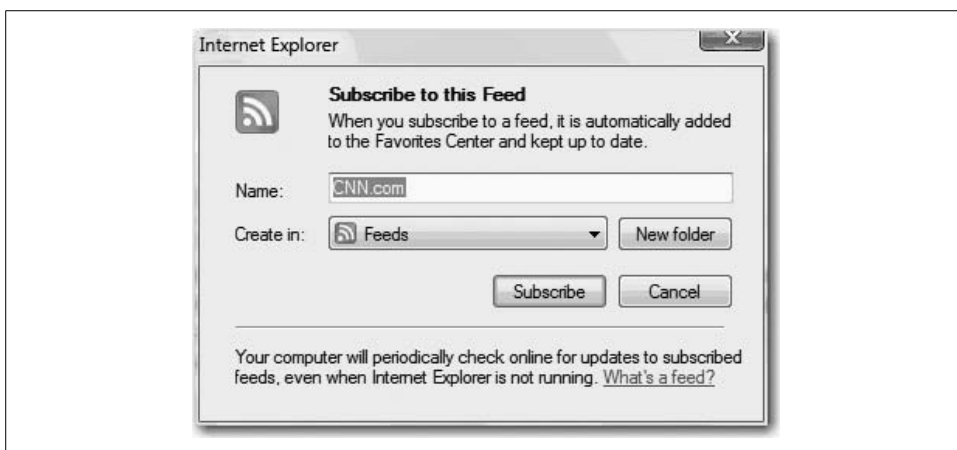 Internet Explorer
Subscribe to this Feed
When you subscribe to a feed, it is automatically added
to the Favorites Center and kept up to date.
Name: CNN.com
Create in: Feeds New folder
Subscribe Cancel
Your computer will periodically check online for updates to subscribed
feeds, even when Internet Explorer is not running. What's a feed?